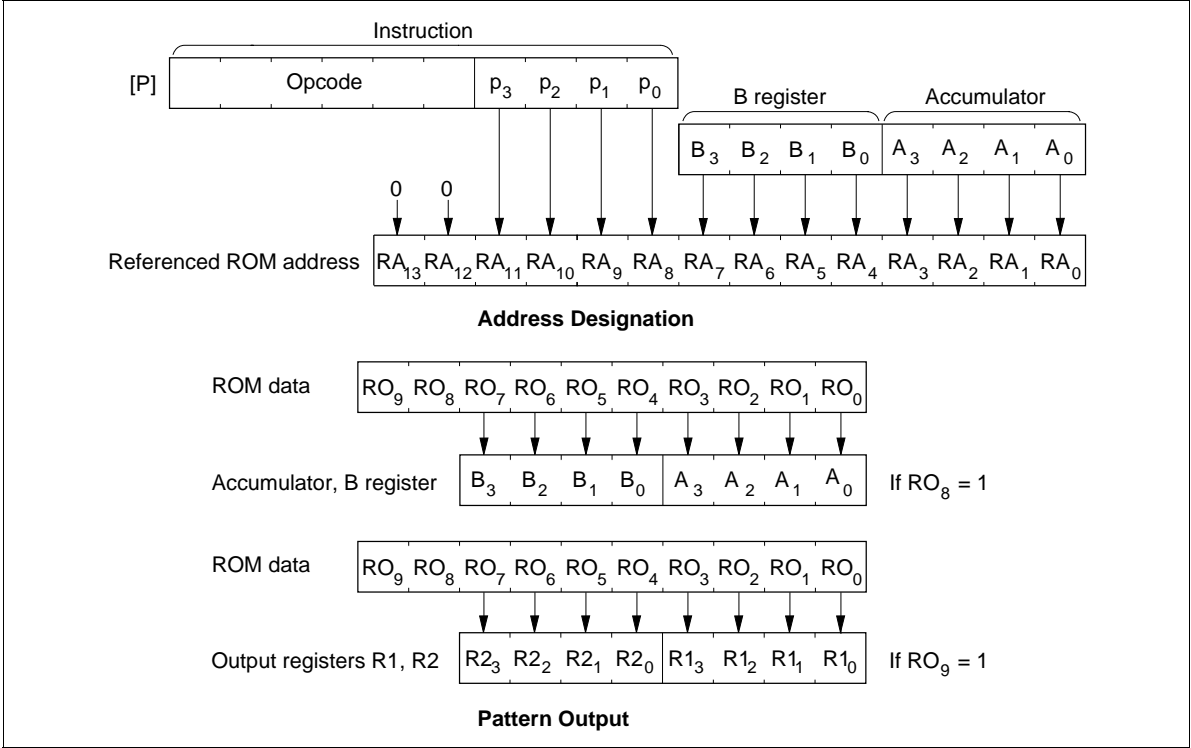 Instruction
[P] Opcode p3 p2 p1 p0
B register Accumulator
B3 B2 B1 B0 A3 A2 A1 A0
0 0
Referenced ROM address RA13 RA12 RA11 RA10 RA9 RA8 RA7 RA6 RA5 RA4 RA3 RA2 RA1 RA0
Address Designation
ROM data RO9 RO8 RO7 RO6 RO5 RO4 RO3 RO2 RO1 RO0
Accumulator, B register B3 B2 B1 B0 A3 A2 A1 A0 If RO8 = 1
ROM data RO9 RO8 RO7 RO6 RO5 RO4 RO3 RO2 RO1 RO0
Output registers R1, R2 R23 R22 R21 R20 R13 R12 R11 R10 If RO9 = 1
Pattern Output